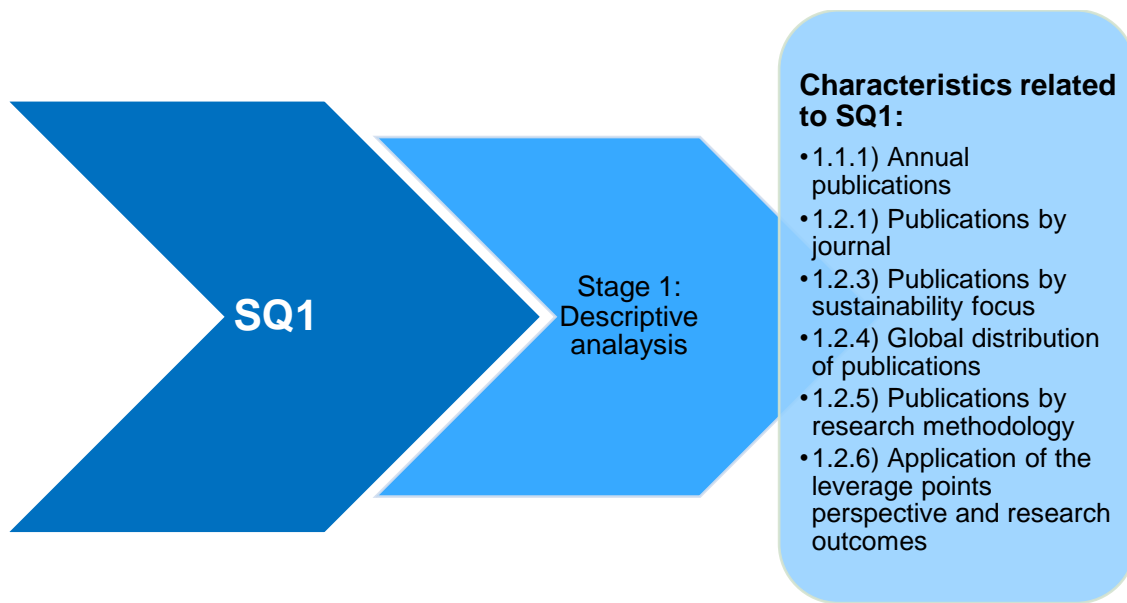 SQ1
Stage 1:
Descriptive
analaysis
Characteristics related
to SQ1:
•1.1.1) Annual
publications
•1.2.1) Publications by
journal
•1.2.3) Publications by
sustainability focus
•1.2.4) Global distribution
of publications
•1.2.5) Publications by
research methodology
•1.2.6) Application of the
leverage points
perspective and research
outcomes